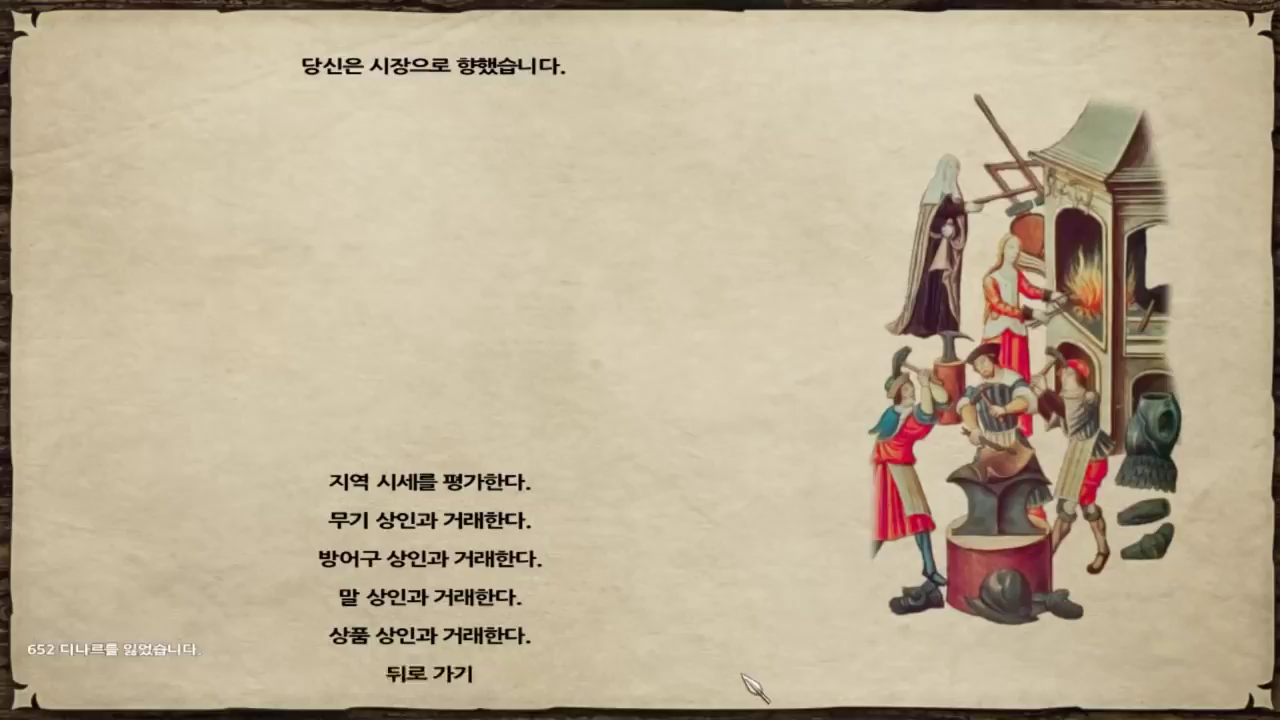 당신은 시장으로 향했습니다.
지역 시세를 평가한다.
무기 상인과 거래한다.
방어구 상인과 거래한다.
말 상인과 거래한다.
상품 상인과 거래한다.
652 디나르를 잃었습니다.
뒤로 가기